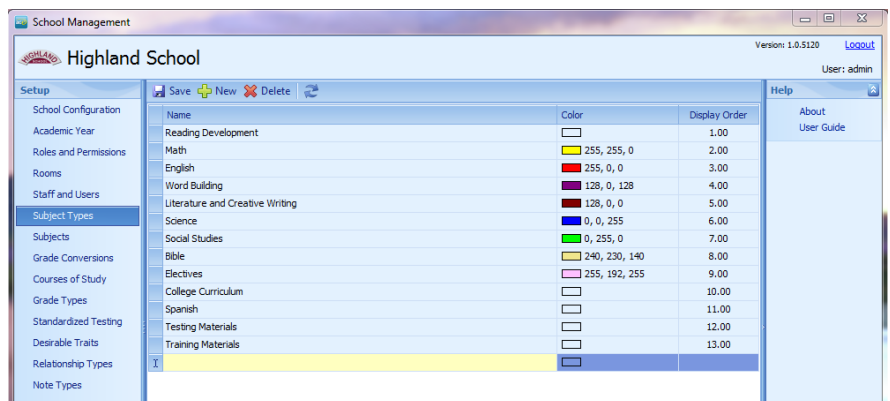 School Management
Version: 1.0.5120 Logout
HIGHLAND Highland School
User: admin
Setup
School Configuration
Academic Year
Roles and Permissions
Rooms
Staff and Users
Subject Types
Subjects
Grade Conversions
Courses of Study
Grade Types
Standardized Testing
Desirable Traits
Relationship Types
Note Types
Save New Delete
Name Color Display Order
Reading Development 1.00
Math 255, 255, 0 2.00
English 255, 0, 0 3.00
Word Building 128, 0, 128 4.00
Literature and Creative Writing 128, 0, 0 5.00
Science 0, 0, 255 6.00
Social Studies 0, 255, 0 7.00
Bible 240, 230, 140 8.00
Electives 255, 192, 255 9.00
College Curriculum 10.00
Spanish 11.00
Testing Materials 12.00
Training Materials 13.00
Help
About
User Guide